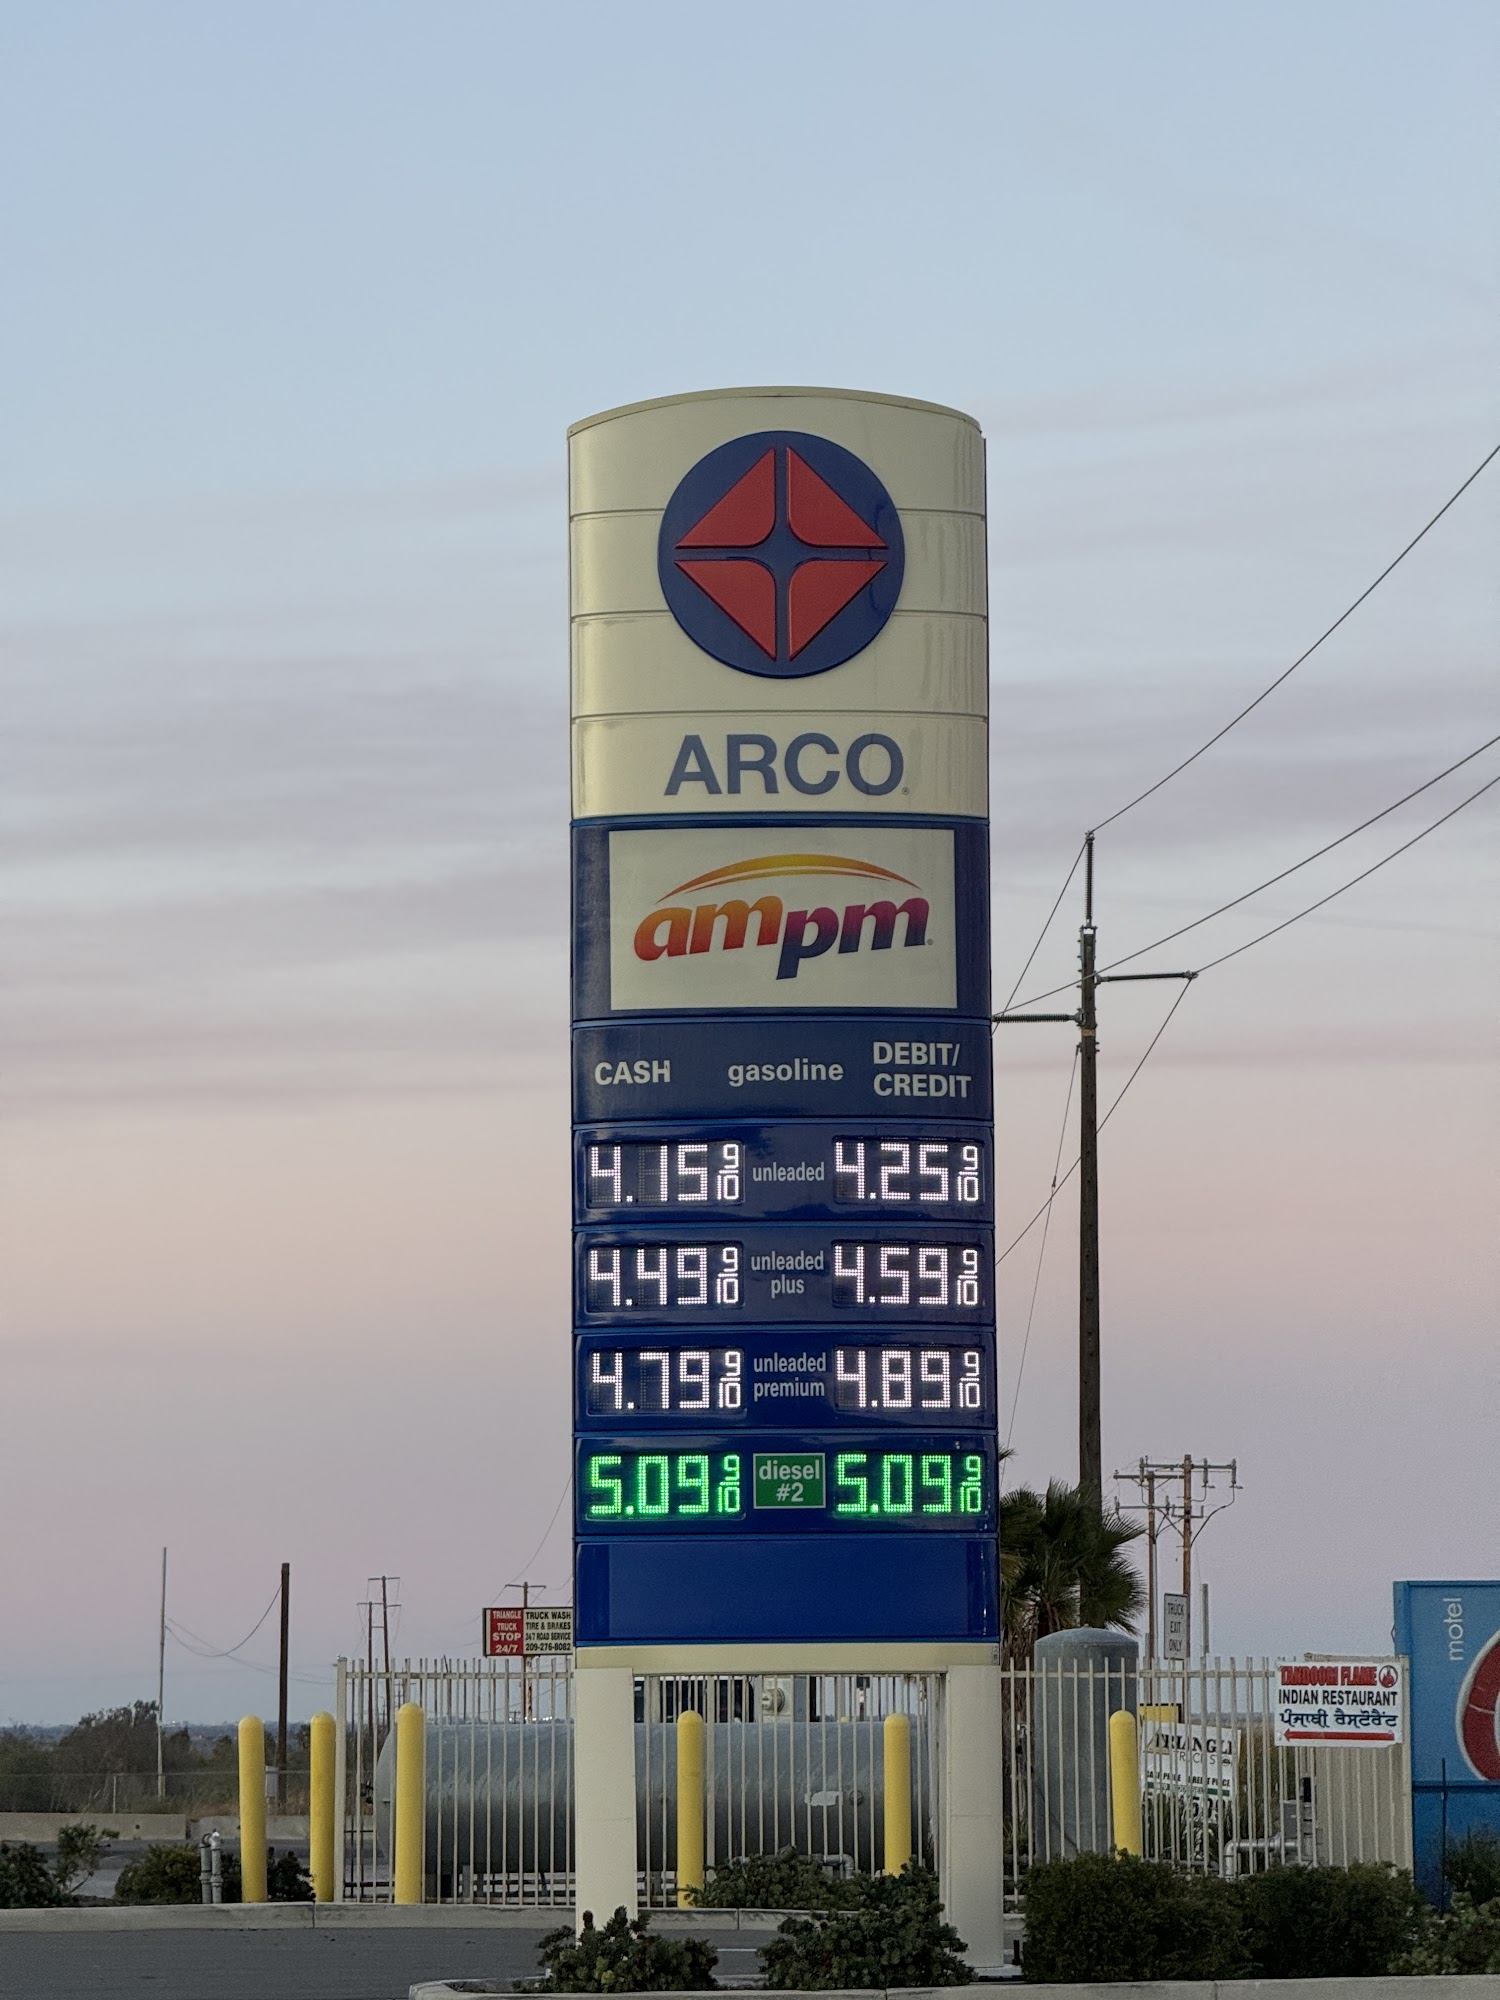 ARCO
ampm
CASH gasoline DEBIT/
CREDIT
4.15 9/10 unleaded 4.25 9/10
4.49 9/10 unleaded plus 4.59 9/10
4.79 9/10 unleaded premium 4.89 9/10
5.09 9/10 diesel #2 5.09 9/10
TRIANGLE
TRUCK
STOP
24/7
TRUCK WASH
TIRE & BRAKES
24/7 ROAD SERVICE
209-276-8082
TRUCK
EXIT
ONLY
motel
TANDOORI FLAME
INDIAN RESTAURANT
ਪੰਜਾਬੀ ਰੈਸਟੋਰੈਂਟ